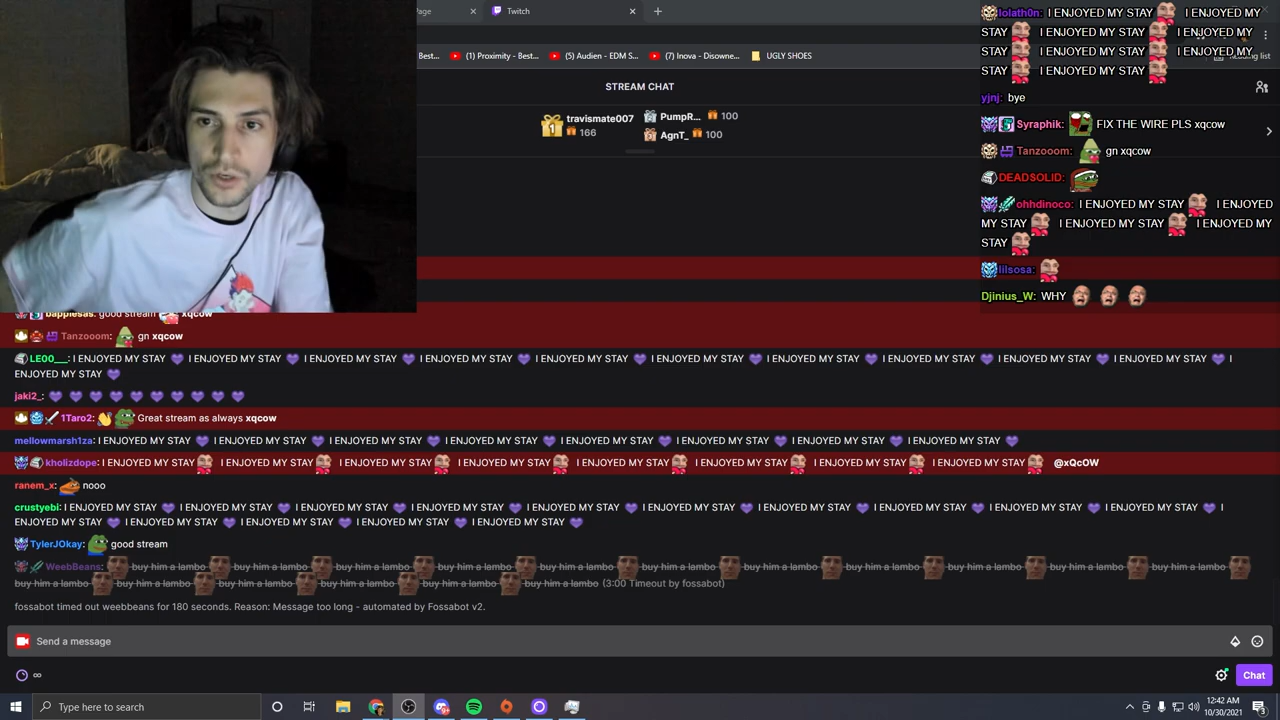 Page
Twitch
Best...
(1) Proximity - Best...
(5) Audien - EDM S...
(7) Inova - Disowne...
UGLY SHOES
STREAM CHAT
1
travismate007
166
PumpR...
100
AgnT_
100
lolath0n: I ENJOYED MY STAY I ENJOYED MY
STAY I ENJOYED MY STAY I ENJOYED MY
STAY I ENJOYED MY STAY I ENJOYED MY
STAY I ENJOYED MY STAY
yjnj: bye
Syraphik: FIX THE WIRE PLS xqcow
Tanzooom: gn xqcow
DEADSOLID:
ohhdinoco: I ENJOYED MY STAY I ENJOYED
MY STAY I ENJOYED MY STAY I ENJOYED MY
STAY
lilsosa:
Djinius_W: WHY
bapplesas: good stream xqcow
Tanzooom: gn xqcow
LE00___: I ENJOYED MY STAY I ENJOYED MY STAY I ENJOYED MY STAY I ENJOYED MY STAY I ENJOYED MY STAY I ENJOYED MY STAY I ENJOYED MY STAY I ENJOYED MY STAY I ENJOYED MY STAY I ENJOYED MY STAY I
ENJOYED MY STAY
jaki2_:
1Taro2: Great stream as always xqcow
mellowmarsh1za: I ENJOYED MY STAY I ENJOYED MY STAY I ENJOYED MY STAY I ENJOYED MY STAY I ENJOYED MY STAY I ENJOYED MY STAY I ENJOYED MY STAY I ENJOYED MY STAY
kholizdope: I ENJOYED MY STAY I ENJOYED MY STAY I ENJOYED MY STAY I ENJOYED MY STAY I ENJOYED MY STAY I ENJOYED MY STAY I ENJOYED MY STAY I ENJOYED MY STAY @xQcOW
ranem_x: nooo
crustyebi: I ENJOYED MY STAY I ENJOYED MY STAY I ENJOYED MY STAY I ENJOYED MY STAY I ENJOYED MY STAY I ENJOYED MY STAY I ENJOYED MY STAY I ENJOYED MY STAY I ENJOYED MY STAY I ENJOYED MY STAY I
ENJOYED MY STAY I ENJOYED MY STAY I ENJOYED MY STAY I ENJOYED MY STAY I ENJOYED MY STAY
TylerJOkay: good stream
WeebBeans: buy him a lambo buy him a lambo buy him a lambo buy him a lambo buy him a lambo buy him a lambo buy him a lambo buy him a lambo buy him a lambo buy him a lambo buy him a lambo
buy him a lambo buy him a lambo buy him a lambo buy him a lambo buy him a lambo buy him a lambo (3:00 Timeout by fossabot)
fossabot timed out weebbeans for 180 seconds. Reason: Message too long - automated by Fossabot v2.
Send a message
Chat
Type here to search
12:42 AM
10/30/2021